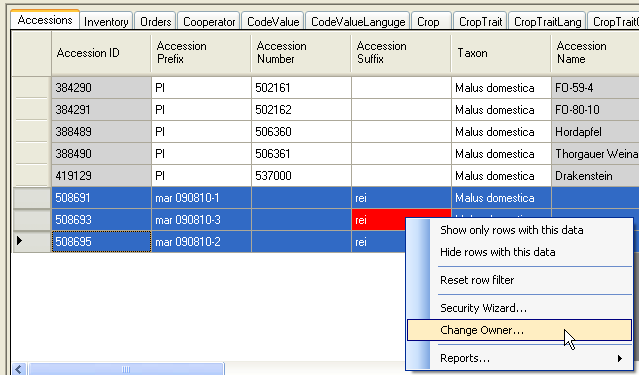 Accessions Inventory Orders Cooperator CodeValue CodeValueLanguge Crop CropTrait CropTraitLang CropTraitC
Accession ID Accession Prefix Accession Number Accession Suffix Taxon Accession Name
384290 PI 502161 Malus domestica FO-59-4
384291 PI 502162 Malus domestica FO-80-10
388489 PI 506360 Malus domestica Hordapfel
388490 PI 506361 Malus domestica Thorgauer Weina
419129 PI 537000 Malus domestica Drakenstein
508691 mar 090810-1 rei Malus domestica
508693 mar 090810-3 rei
508695 mar 090810-2 rei
Show only rows with this data
Hide rows with this data
Reset row filter
Security Wizard...
Change Owner...
Reports...